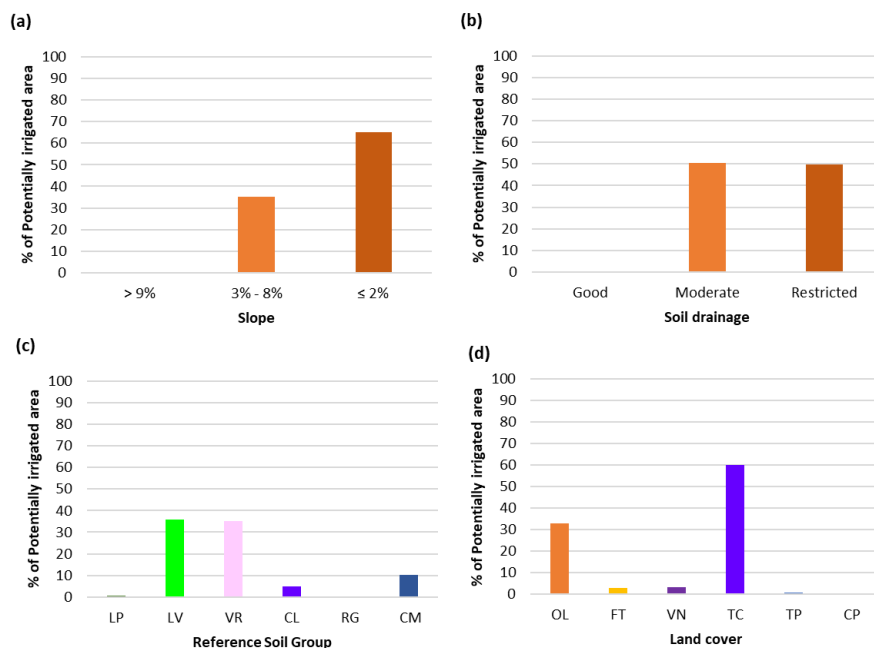 (a)
% of Potentially irrigated area
100
90
80
70
60
50
40
30
20
10
0
> 9%
3% - 8%
≤ 2%
Slope
(b)
% of Potentially irrigated area
100
90
80
70
60
50
40
30
20
10
0
Good
Moderate
Restricted
Soil drainage
(c)
% of Potentially irrigated area
100
90
80
70
60
50
40
30
20
10
0
LP
LV
VR
CL
RG
CM
Reference Soil Group
(d)
% of Potentially irrigated area
100
90
80
70
60
50
40
30
20
10
0
OL
FT
VN
TC
TP
CP
Land cover